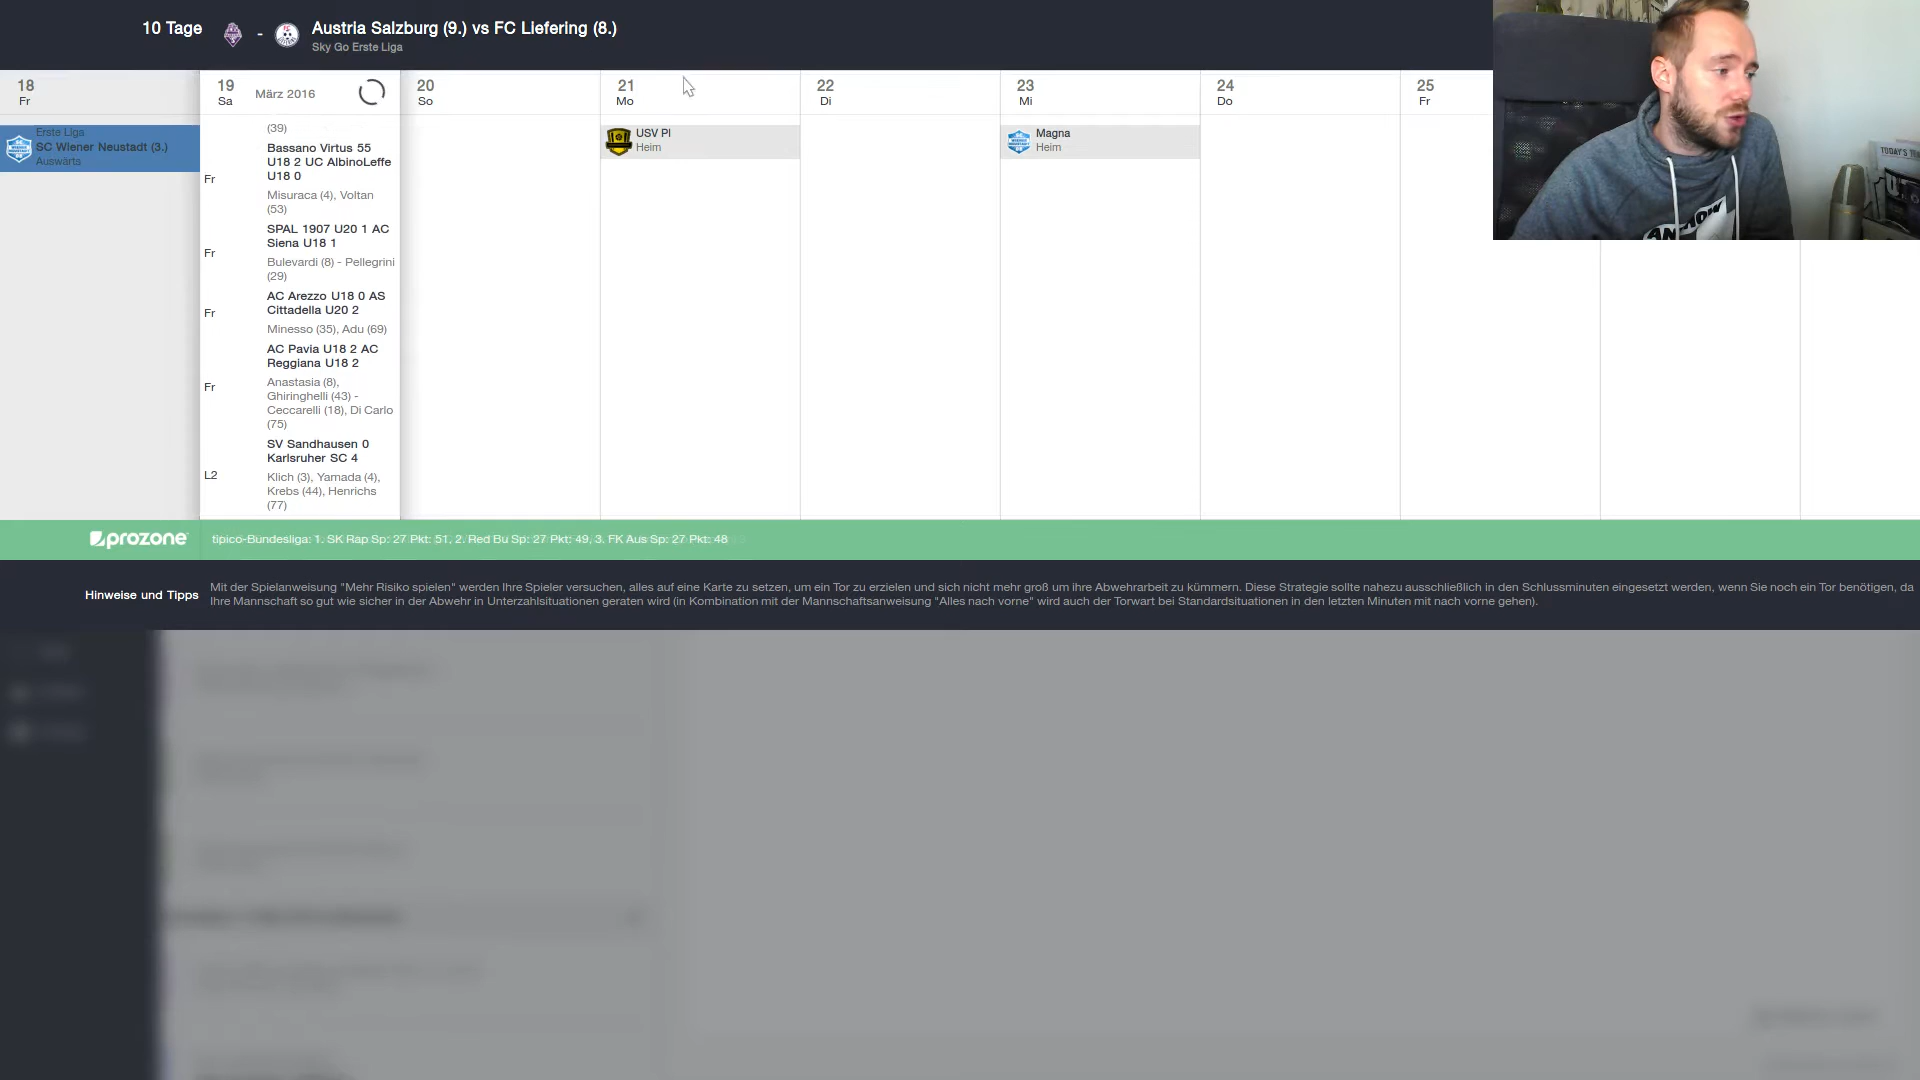 10 Tage
-
Austria Salzburg (9.) vs FC Liefering (8.)
Sky Go Erste Liga
18
Fr
19
Sa
März 2016
20
So
21
Mo
22
Di
23
Mi
24
Do
25
Fr
Erste Liga
SC Wiener Neustadt (3.)
Auswärts
(39)
Fr
Bassano Virtus 55
U18 2 UC AlbinoLeffe
U18 0
Misuraca (4), Voltan
(53)
Fr
SPAL 1907 U20 1 AC
Siena U18 1
Bulevardi (8) - Pellegrini
(29)
Fr
AC Arezzo U18 0 AS
Cittadella U20 2
Minesso (35), Adu (69)
Fr
AC Pavia U18 2 AC
Reggiana U18 2
Anastasia (8),
Ghiringhelli (43) -
Ceccarelli (18), Di Carlo
(75)
L2
SV Sandhausen 0
Karlsruher SC 4
Klich (3), Yamada (4),
Krebs (44), Henrichs
(77)
USV Pl
Heim
Magna
Heim
TODAY'S
prozone
tipico-Bundesliga: 1. SK Rap Sp: 27 Pkt: 51, 2. Red Bu Sp: 27 Pkt: 49, 3. FK Aus Sp: 27 Pkt: 48
Hinweise und Tipps
Mit der Spielanweisung "Mehr Risiko spielen" werden Ihre Spieler versuchen, alles auf eine Karte zu setzen, um ein Tor zu erzielen und sich nicht mehr groß um ihre Abwehrarbeit zu kümmern. Diese Strategie sollte nahezu ausschließlich in den Schlussminuten eingesetzt werden, wenn Sie noch ein Tor benötigen, da
Ihre Mannschaft so gut wie sicher in der Abwehr in Unterzahlsituationen geraten wird (in Kombination mit der Mannschaftsanweisung "Alles nach vorne" wird auch der Torwart bei Standardsituationen in den letzten Minuten mit nach vorne gehen).